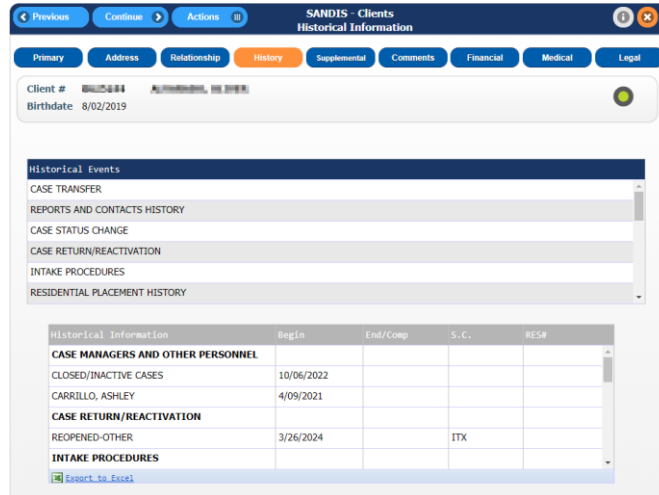 Previous Continue Actions SANDIS - Clients
Historical Information
Primary Address Relationship History Supplemental Comments Financial Medical Legal
Client #
Birthdate 8/02/2019
Historical Events
CASE TRANSFER
REPORTS AND CONTACTS HISTORY
CASE STATUS CHANGE
CASE RETURN/REACTIVATION
INTAKE PROCEDURES
RESIDENTIAL PLACEMENT HISTORY
Historical Information Begin End/Comp S.C. RES#
CASE MANAGERS AND OTHER PERSONNEL
CLOSED/INACTIVE CASES 10/06/2022
CARRILLO, ASHLEY 4/09/2021
CASE RETURN/REACTIVATION
REOPENED-OTHER 3/26/2024 ITX
INTAKE PROCEDURES
Export to Excel